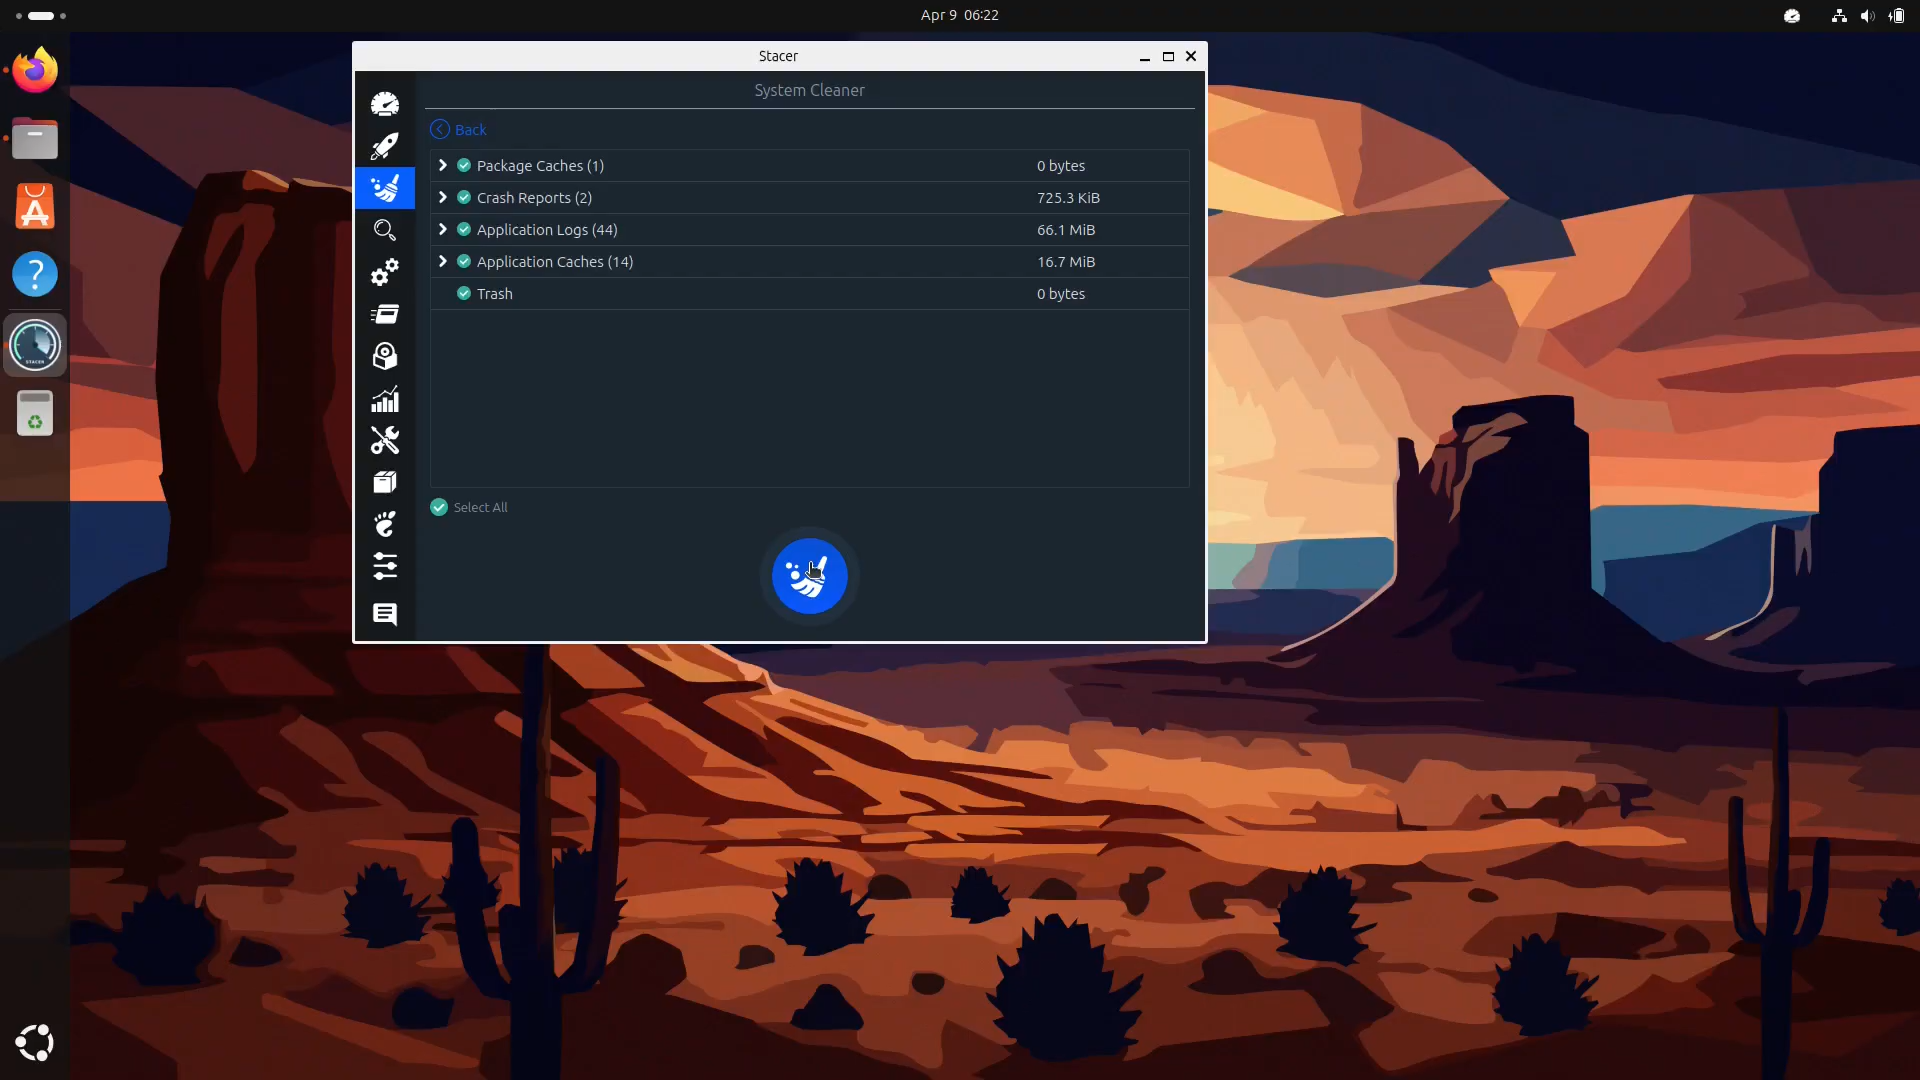 Apr 9 06:22
Stacer
System Cleaner
Back
Package Caches (1) 0 bytes
Crash Reports (2) 725.3 KiB
Application Logs (44) 66.1 MiB
Application Caches (14) 16.7 MiB
Trash 0 bytes
Select All
STACER